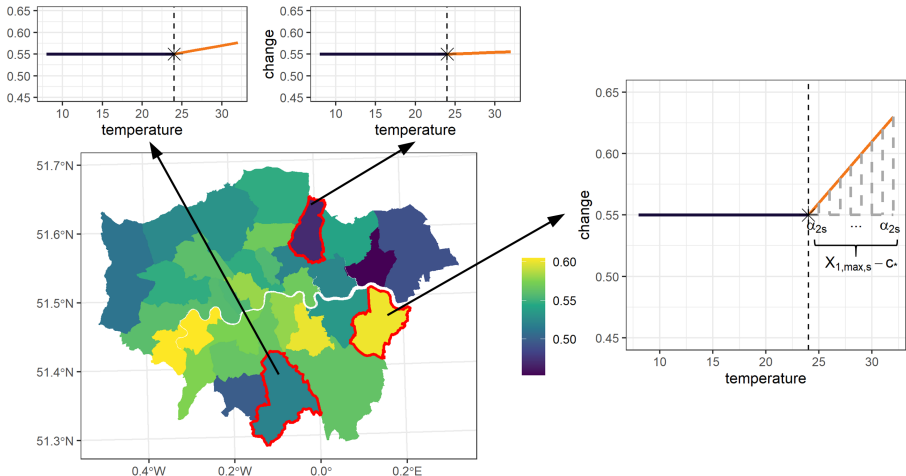 0.65
0.60
0.55
0.50
0.45
10 15 20 25 30
temperature
change
0.65
0.60
0.55
0.50
0.45
10 15 20 25 30
temperature
51.7°N
51.6°N
51.5°N
51.4°N
51.3°N
0.4°W 0.2°W 0.0° 0.2°E
0.60
0.55
0.50
change
0.65
0.60
0.55
0.50
0.45
α2s ... α2s
X1,max,s − c*
10 15 20 25 30
temperature